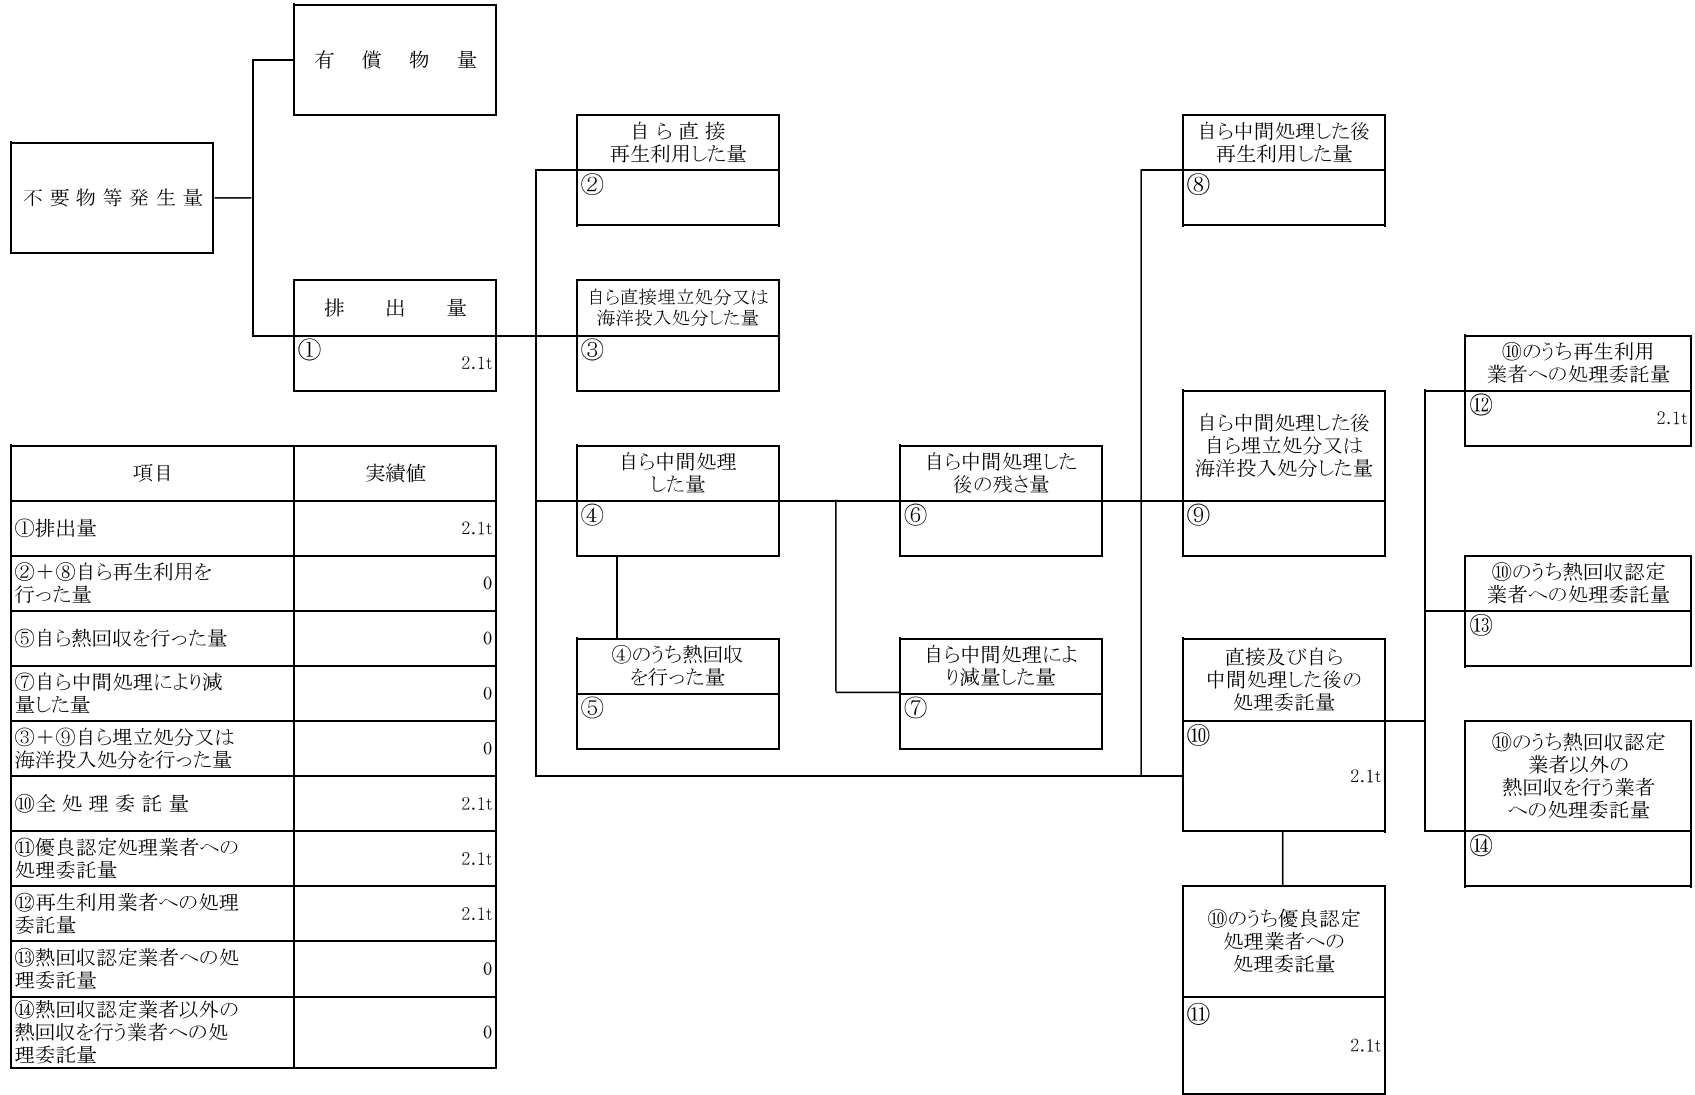 有償物量
不要物等発生量
排出量
①
2.1t
自ら直接
再生利用した量
②
自ら直接埋立処分又は
海洋投入処分した量
③
自ら中間処理
した量
④
④のうち熱回収
を行った量
⑤
自ら中間処理した
後の残さ量
⑥
自ら中間処理によ
り減量した量
⑦
自ら中間処理した後
再生利用した量
⑧
自ら中間処理した後
自ら埋立処分又は
海洋投入処分した量
⑨
直接及び自ら
中間処理した後の
処理委託量
⑩
2.1t
⑩のうち優良認定
処理業者への
処理委託量
⑪
2.1t
⑩のうち再生利用
業者への処理委託量
⑫
2.1t
⑩のうち熱回収認定
業者への処理委託量
⑬
⑩のうち熱回収認定
業者以外の
熱回収を行う業者
への処理委託量
⑭
項目 実績値
①排出量 2.1t
②＋⑧自ら再生利用を
行った量 0
⑤自ら熱回収を行った量 0
⑦自ら中間処理により減
量した量 0
③＋⑨自ら埋立処分又は
海洋投入処分を行った量 0
⑩全処理委託量 2.1t
⑪優良認定処理業者への
処理委託量 2.1t
⑫再生利用業者への処理
委託量 2.1t
⑬熱回収認定業者への処
理委託量 0
⑭熱回収認定業者以外の
熱回収を行う業者への処
理委託量 0